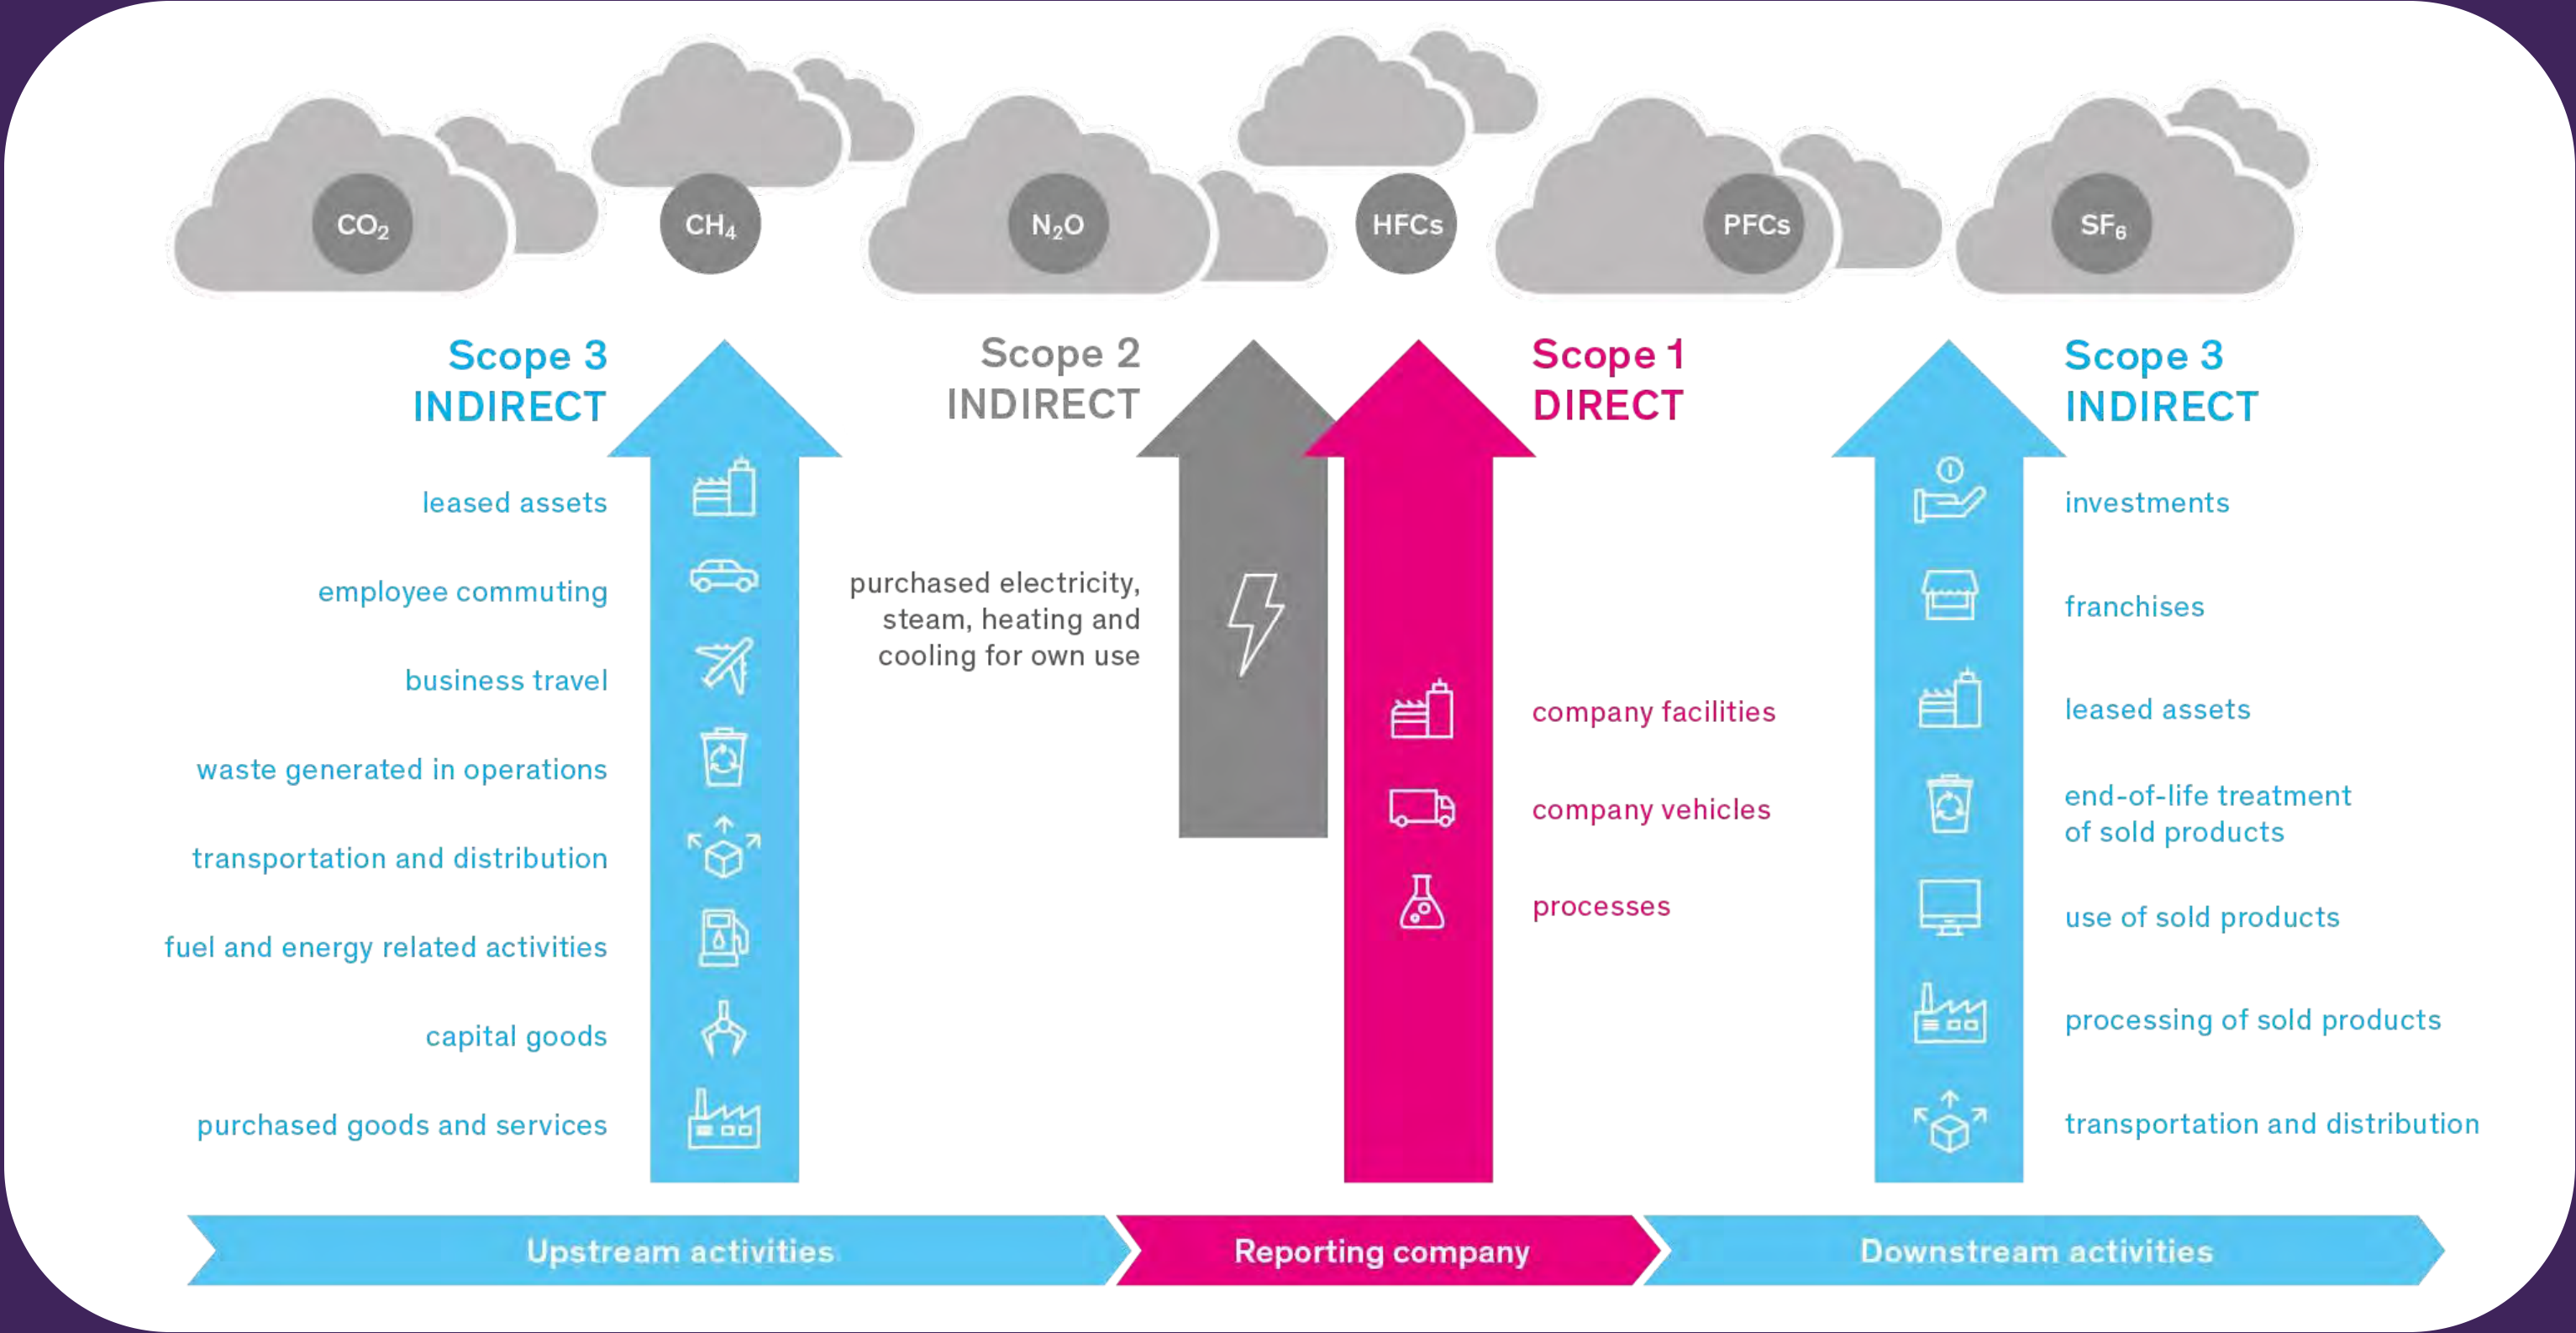 CO₂
CH₄
N₂O
HFCs
PFCs
SF₆
Scope 3
INDIRECT
leased assets
employee commuting
business travel
waste generated in operations
transportation and distribution
fuel and energy related activities
capital goods
purchased goods and services
Scope 2
INDIRECT
purchased electricity,
steam, heating and
cooling for own use
Scope 1
DIRECT
company facilities
company vehicles
processes
Scope 3
INDIRECT
investments
franchises
leased assets
end-of-life treatment
of sold products
use of sold products
processing of sold products
transportation and distribution
Upstream activities
Reporting company
Downstream activities